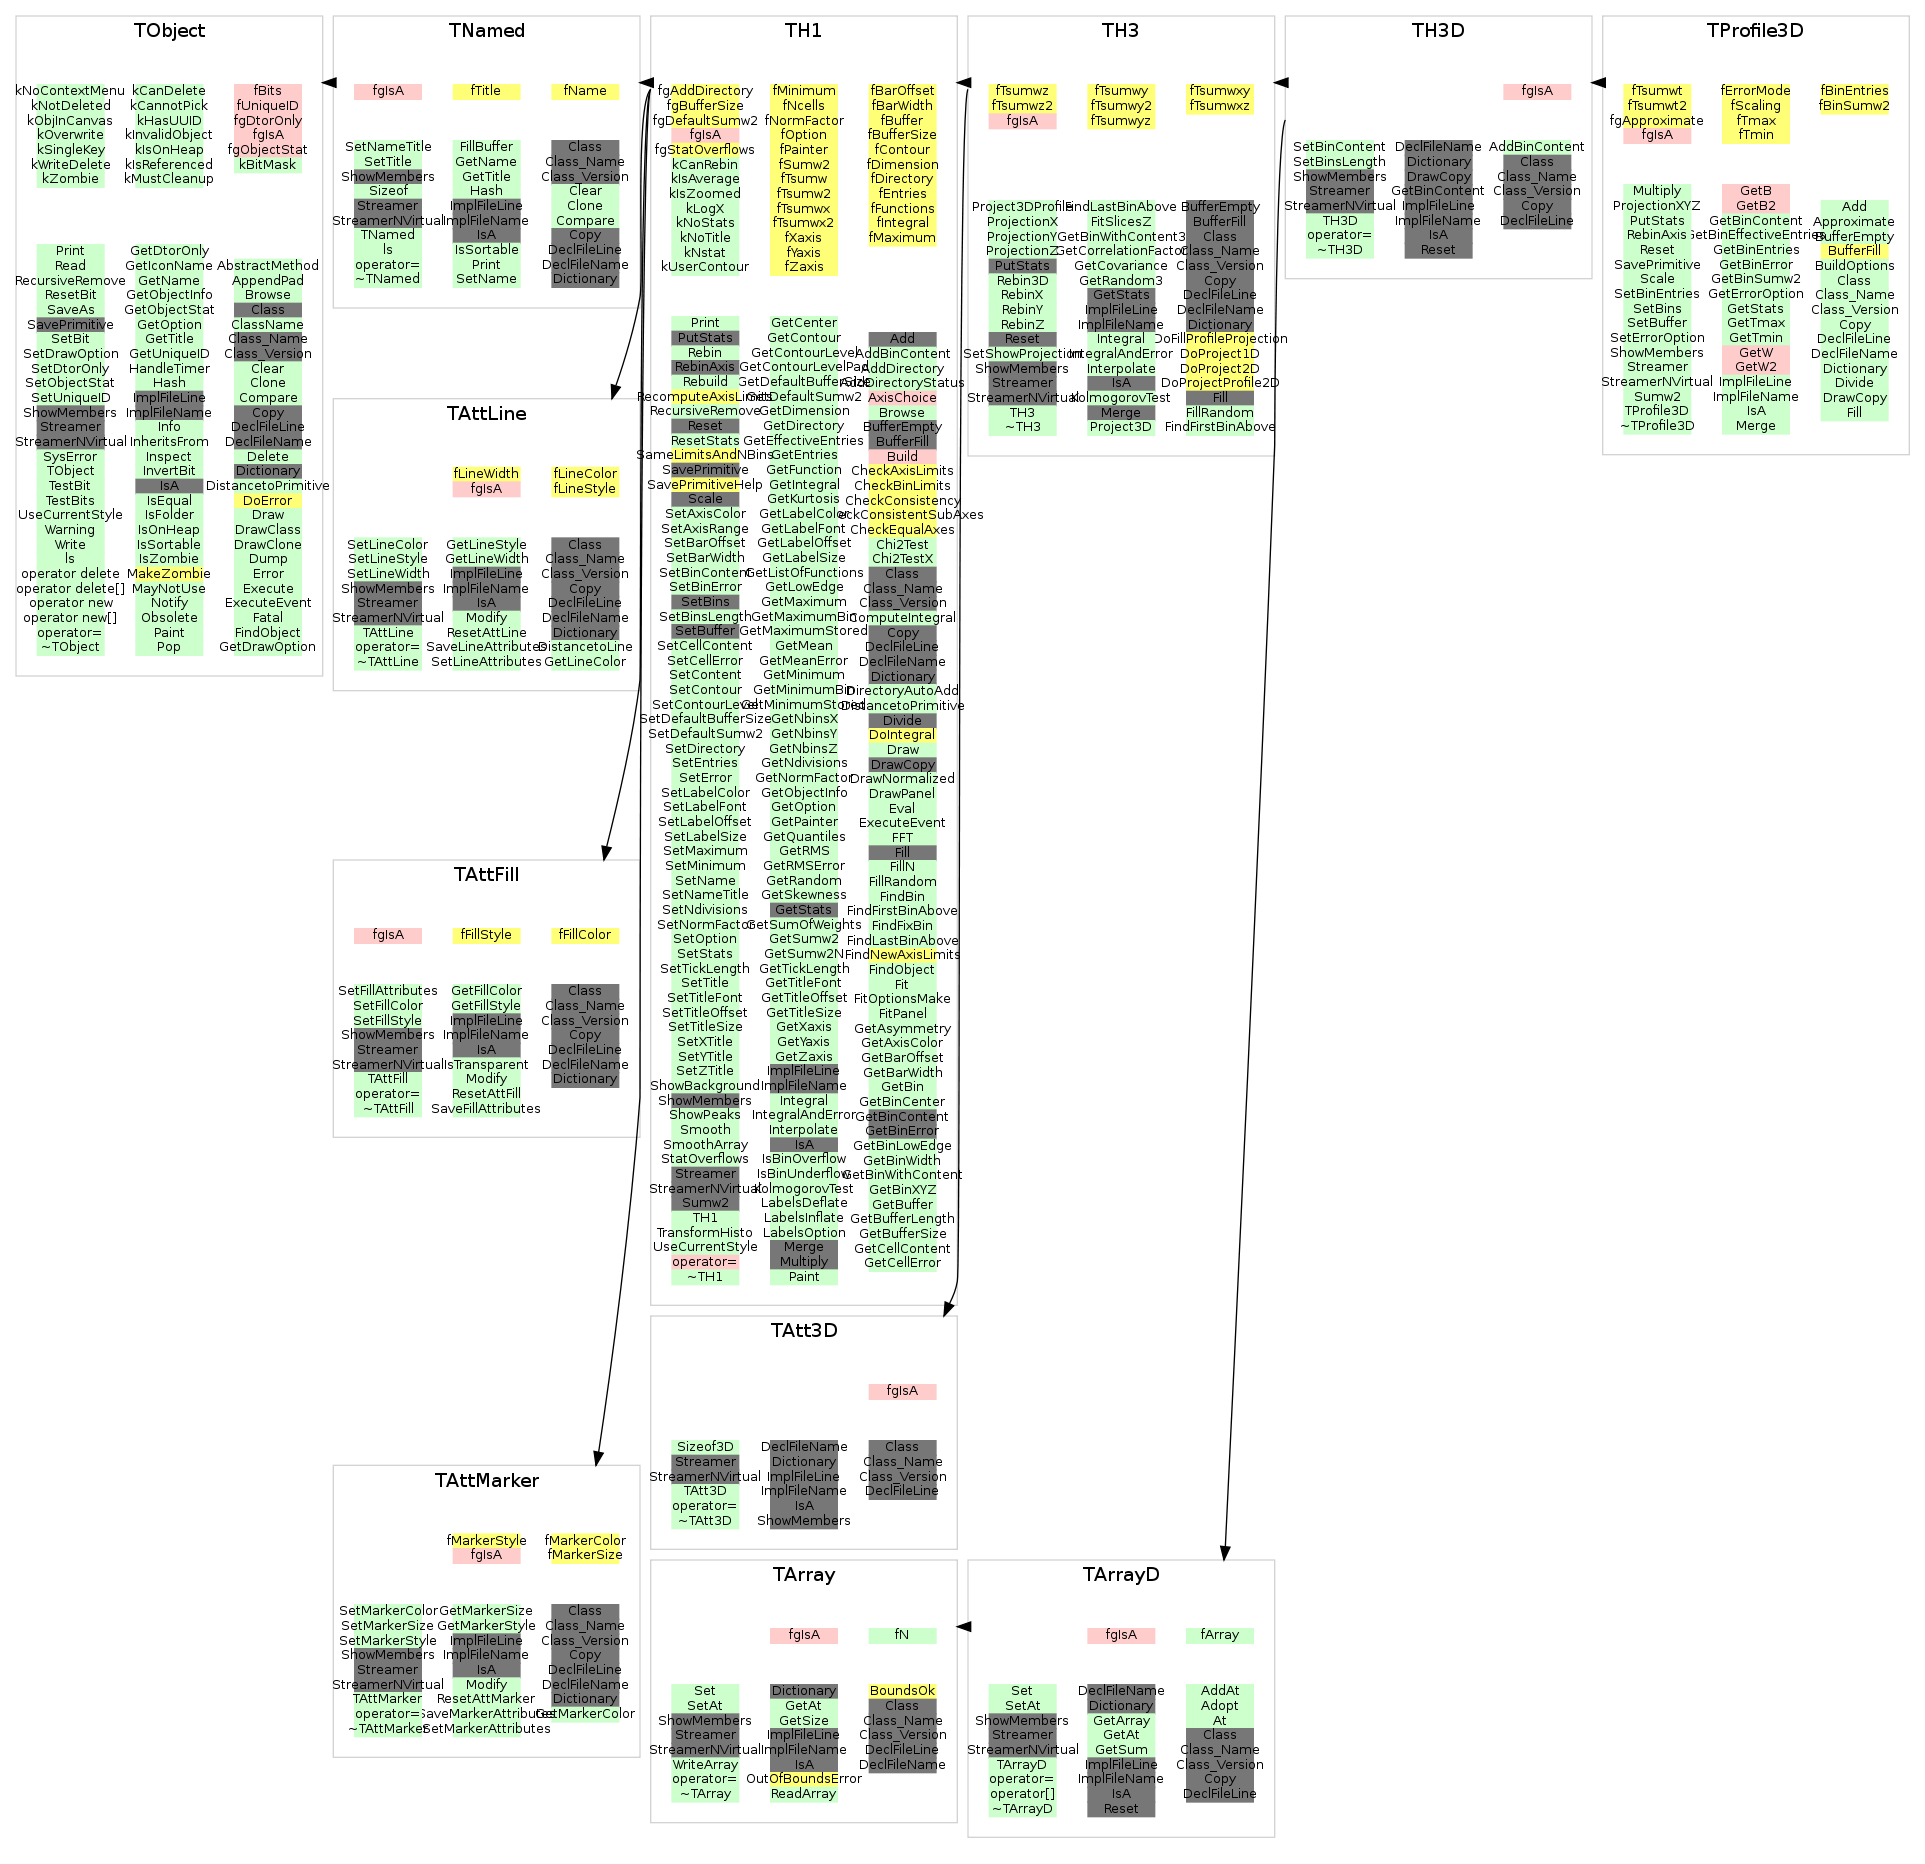 TObject
kNoContextMenu
kNotDeleted
kObjInCanvas
kOverwrite
kSingleKey
kWriteDelete
kZombie
kCanDelete
kCannotPick
kHasUUID
kInvalidObject
kIsOnHeap
kIsReferenced
kMustCleanup
fBits
fUniqueID
fgDtorOnly
fgIsA
fgObjectStat
kBitMask
Print
Read
RecursiveRemove
ResetBit
SaveAs
SavePrimitive
SetBit
SetDrawOption
SetDtorOnly
SetObjectStat
SetUniqueID
ShowMembers
Streamer
StreamerNVirtual
SysError
TObject
TestBit
TestBits
UseCurrentStyle
Warning
Write
ls
operator delete
operator delete[]
operator new
operator new[]
operator=
~TObject
GetDtorOnly
GetIconName
GetName
GetObjectInfo
GetObjectStat
GetOption
GetTitle
GetUniqueID
HandleTimer
Hash
ImplFileLine
ImplFileName
Info
InheritsFrom
Inspect
InvertBit
IsA
IsEqual
IsFolder
IsOnHeap
IsSortable
IsZombie
MakeZombie
MayNotUse
Notify
Obsolete
Paint
Pop
AbstractMethod
AppendPad
Browse
Class
ClassName
Class_Name
Class_Version
Clear
Clone
Compare
Copy
DeclFileLine
DeclFileName
Delete
Dictionary
DistancetoPrimitive
DoError
Draw
DrawClass
DrawClone
Dump
Error
Execute
ExecuteEvent
Fatal
FindObject
GetDrawOption
TNamed
fgIsA
fTitle
fName
SetNameTitle
SetTitle
ShowMembers
Sizeof
Streamer
StreamerNVirtual
TNamed
ls
operator=
~TNamed
FillBuffer
GetName
GetTitle
Hash
ImplFileLine
ImplFileName
IsA
IsSortable
Print
SetName
Class
Class_Name
Class_Version
Clear
Clone
Compare
Copy
DeclFileLine
DeclFileName
Dictionary
TAttLine
fLineWidth
fgIsA
fLineColor
fLineStyle
SetLineColor
SetLineStyle
SetLineWidth
ShowMembers
Streamer
StreamerNVirtual
TAttLine
operator=
~TAttLine
GetLineStyle
GetLineWidth
ImplFileLine
ImplFileName
IsA
Modify
ResetAttLine
SaveLineAttributes
SetLineAttributes
Class
Class_Name
Class_Version
Copy
DeclFileLine
DeclFileName
Dictionary
DistancetoLine
GetLineColor
TAttFill
fgIsA
fFillStyle
fFillColor
SetFillAttributes
SetFillColor
SetFillStyle
ShowMembers
Streamer
StreamerNVirtual
TAttFill
operator=
~TAttFill
GetFillColor
GetFillStyle
ImplFileLine
ImplFileName
IsA
IsTransparent
Modify
ResetAttFill
SaveFillAttributes
Class
Class_Name
Class_Version
Copy
DeclFileLine
DeclFileName
Dictionary
TAttMarker
fMarkerStyle
fgIsA
fMarkerColor
fMarkerSize
SetMarkerColor
SetMarkerSize
SetMarkerStyle
ShowMembers
Streamer
StreamerNVirtual
TAttMarker
operator=
~TAttMarker
GetMarkerSize
GetMarkerStyle
ImplFileLine
ImplFileName
IsA
Modify
ResetAttMarker
SaveMarkerAttributes
SetMarkerAttributes
Class
Class_Name
Class_Version
Copy
DeclFileLine
DeclFileName
Dictionary
GetMarkerColor
TH1
fgAddDirectory
fgBufferSize
fgDefaultSumw2
fgIsA
fgStatOverflows
kCanRebin
kIsAverage
kIsZoomed
kLogX
kNoStats
kNoTitle
kNstat
kUserContour
fMinimum
fNcells
fNormFactor
fOption
fPainter
fSumw2
fTsumw
fTsumw2
fTsumwx
fTsumwx2
fXaxis
fYaxis
fZaxis
fBarOffset
fBarWidth
fBuffer
fBufferSize
fContour
fDimension
fDirectory
fEntries
fFunctions
fIntegral
fMaximum
Print
PutStats
Rebin
RebinAxis
Rebuild
RecomputeAxisLimits
RecursiveRemove
Reset
ResetStats
SameLimitsAndNBins
SavePrimitive
SavePrimitiveHelp
Scale
SetAxisColor
SetAxisRange
SetBarOffset
SetBarWidth
SetBinContent
SetBinError
SetBins
SetBinsLength
SetBuffer
SetCellContent
SetCellError
SetContent
SetContour
SetContourLevel
SetDefaultBufferSize
SetDefaultSumw2
SetDirectory
SetEntries
SetError
SetLabelColor
SetLabelFont
SetLabelOffset
SetLabelSize
SetMaximum
SetMinimum
SetName
SetNameTitle
SetNdivisions
SetNormFactor
SetOption
SetStats
SetTickLength
SetTitle
SetTitleFont
SetTitleOffset
SetTitleSize
SetXTitle
SetYTitle
SetZTitle
ShowBackground
ShowMembers
ShowPeaks
Smooth
SmoothArray
StatOverflows
Streamer
StreamerNVirtual
Sumw2
TH1
TransformHisto
UseCurrentStyle
operator=
~TH1
GetCenter
GetContour
GetContourLevel
GetContourLevelPad
GetDefaultBufferSize
GetDefaultSumw2
GetDimension
GetDirectory
GetEffectiveEntries
GetEntries
GetFunction
GetIntegral
GetKurtosis
GetLabelColor
GetLabelFont
GetLabelOffset
GetLabelSize
GetListOfFunctions
GetLowEdge
GetMaximum
GetMaximumBin
GetMaximumStored
GetMean
GetMeanError
GetMinimum
GetMinimumBin
GetMinimumStored
GetNbinsX
GetNbinsY
GetNbinsZ
GetNdivisions
GetNormFactor
GetObjectInfo
GetOption
GetPainter
GetQuantiles
GetRMS
GetRMSError
GetRandom
GetSkewness
GetStats
GetSumOfWeights
GetSumw2
GetSumw2N
GetTickLength
GetTitleFont
GetTitleOffset
GetTitleSize
GetXaxis
GetYaxis
GetZaxis
ImplFileLine
ImplFileName
Integral
IntegralAndError
Interpolate
IsA
IsBinOverflow
IsBinUnderflow
KolmogorovTest
LabelsDeflate
LabelsInflate
LabelsOption
Merge
Multiply
Paint
Add
AddBinContent
AddDirectory
AddDirectoryStatus
AxisChoice
Browse
BufferEmpty
BufferFill
Build
CheckAxisLimits
CheckBinLimits
CheckConsistency
eckConsistentSubAxes
CheckEqualAxes
Chi2Test
Chi2TestX
Class
Class_Name
Class_Version
ComputeIntegral
Copy
DeclFileLine
DeclFileName
Dictionary
DirectoryAutoAdd
DistancetoPrimitive
Divide
DoIntegral
Draw
DrawCopy
DrawNormalized
DrawPanel
Eval
ExecuteEvent
FFT
Fill
FillN
FillRandom
FindBin
FindFirstBinAbove
FindFixBin
FindLastBinAbove
FindNewAxisLimits
FindObject
Fit
FitOptionsMake
FitPanel
GetAsymmetry
GetAxisColor
GetBarOffset
GetBarWidth
GetBin
GetBinCenter
GetBinContent
GetBinError
GetBinLowEdge
GetBinWidth
GetBinWithContent
GetBinXYZ
GetBuffer
GetBufferLength
GetBufferSize
GetCellContent
GetCellError
TAtt3D
fgIsA
Sizeof3D
Streamer
StreamerNVirtual
TAtt3D
operator=
~TAtt3D
DeclFileName
Dictionary
ImplFileLine
ImplFileName
IsA
ShowMembers
Class
Class_Name
Class_Version
DeclFileLine
TArray
fgIsA
fN
Set
SetAt
ShowMembers
Streamer
StreamerNVirtual
WriteArray
operator=
~TArray
Dictionary
GetAt
GetSize
ImplFileLine
ImplFileName
IsA
OutOfBoundsError
ReadArray
BoundsOk
Class
Class_Name
Class_Version
DeclFileLine
DeclFileName
TH3
fTsumwz
fTsumwz2
fgIsA
fTsumwy
fTsumwy2
fTsumwyz
fTsumwxy
fTsumwxz
Project3DProfile
ProjectionX
ProjectionY
ProjectionZ
PutStats
Rebin3D
RebinX
RebinY
RebinZ
Reset
SetShowProjection
ShowMembers
Streamer
StreamerNVirtual
TH3
~TH3
FindLastBinAbove
FitSlicesZ
GetBinWithContent3
GetCorrelationFactor
GetCovariance
GetRandom3
GetStats
ImplFileLine
ImplFileName
Integral
IntegralAndError
Interpolate
IsA
KolmogorovTest
Merge
Project3D
BufferEmpty
BufferFill
Class
Class_Name
Class_Version
Copy
DeclFileLine
DeclFileName
Dictionary
DoFillProfileProjection
DoProject1D
DoProject2D
DoProjectProfile2D
Fill
FillRandom
FindFirstBinAbove
TArrayD
fgIsA
fArray
Set
SetAt
ShowMembers
Streamer
StreamerNVirtual
TArrayD
operator=
operator[]
~TArrayD
DeclFileName
Dictionary
GetArray
GetAt
GetSum
ImplFileLine
ImplFileName
IsA
Reset
AddAt
Adopt
At
Class
Class_Name
Class_Version
Copy
DeclFileLine
TH3D
fgIsA
SetBinContent
SetBinsLength
ShowMembers
Streamer
StreamerNVirtual
TH3D
operator=
~TH3D
DeclFileName
Dictionary
DrawCopy
GetBinContent
ImplFileLine
ImplFileName
IsA
Reset
AddBinContent
Class
Class_Name
Class_Version
Copy
DeclFileLine
TProfile3D
fTsumwt
fTsumwt2
fgApproximate
fgIsA
fErrorMode
fScaling
fTmax
fTmin
fBinEntries
fBinSumw2
Multiply
ProjectionXYZ
PutStats
RebinAxis
Reset
SavePrimitive
Scale
SetBinEntries
SetBins
SetBuffer
SetErrorOption
ShowMembers
Streamer
StreamerNVirtual
Sumw2
TProfile3D
~TProfile3D
GetB
GetB2
GetBinContent
GetBinEffectiveEntries
GetBinEntries
GetBinError
GetBinSumw2
GetErrorOption
GetStats
GetTmax
GetTmin
GetW
GetW2
ImplFileLine
ImplFileName
IsA
Merge
Add
Approximate
BufferEmpty
BufferFill
BuildOptions
Class
Class_Name
Class_Version
Copy
DeclFileLine
DeclFileName
Dictionary
Divide
DrawCopy
Fill